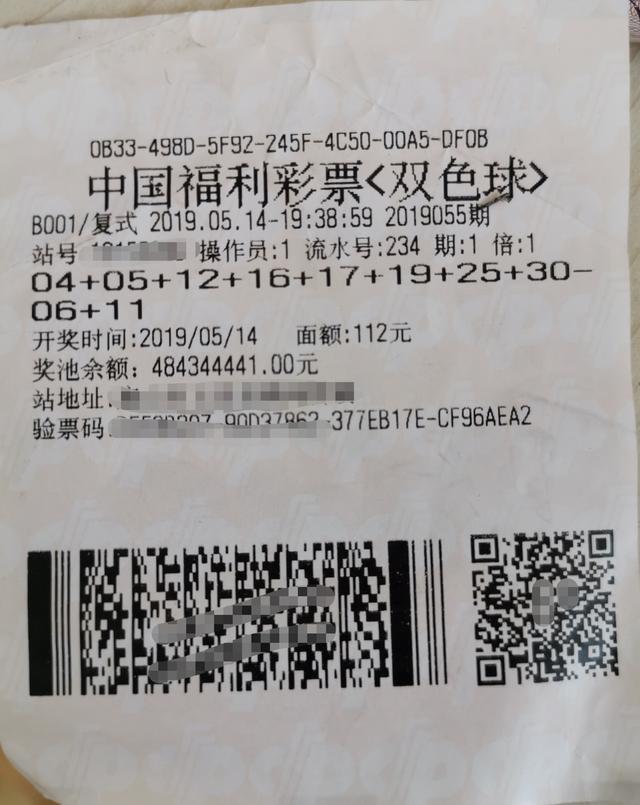 0B33-498D-5F92-245F-4C50-00A5-DF0B
中国福利彩票<双色球>
B001/复式 2019.05.14-19:38:59 2019055期
站号 操作员:1 流水号:234 期:1 倍:1
04+05+12+16+17+19+25+30-
06+11
开奖时间:2019/05/14 面额:112元
奖池余额: 484344441.00元
站地址:
验票码 -377EB17E-CF96AEA2